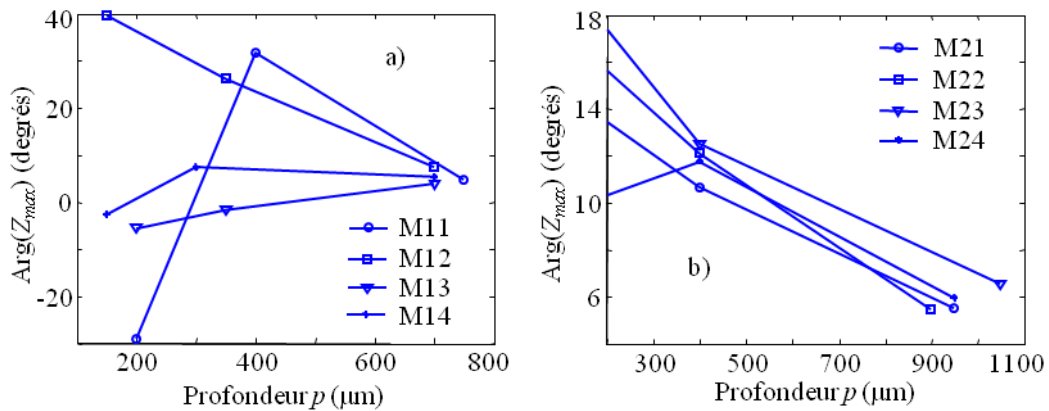 40
20
0
-20
Arg(Zmax) (degrés)
a)
M11
M12
M13
M14
200 400 600 800
Profondeur p (µm)
18
14
10
6
Arg(Zmax) (degrés)
M21
M22
M23
M24
b)
300 500 700 900 1100
Profondeur p (µm)